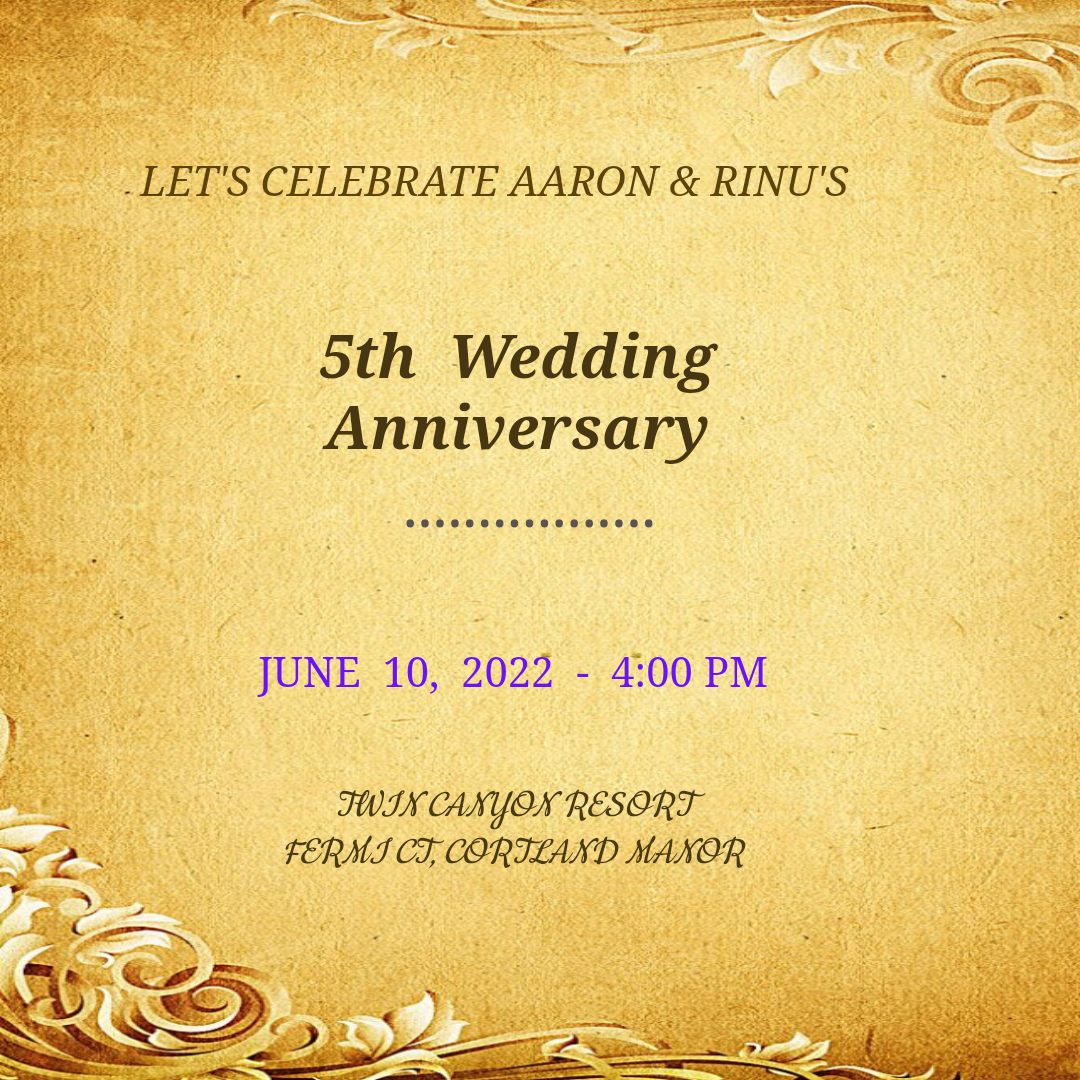 LET'S CELEBRATE AARON & RINU'S
5th Wedding
Anniversary
.................
JUNE 10, 2022 - 4:00 PM
TWIN CANYON RESORT
FERMI CT, CORTLAND MANOR